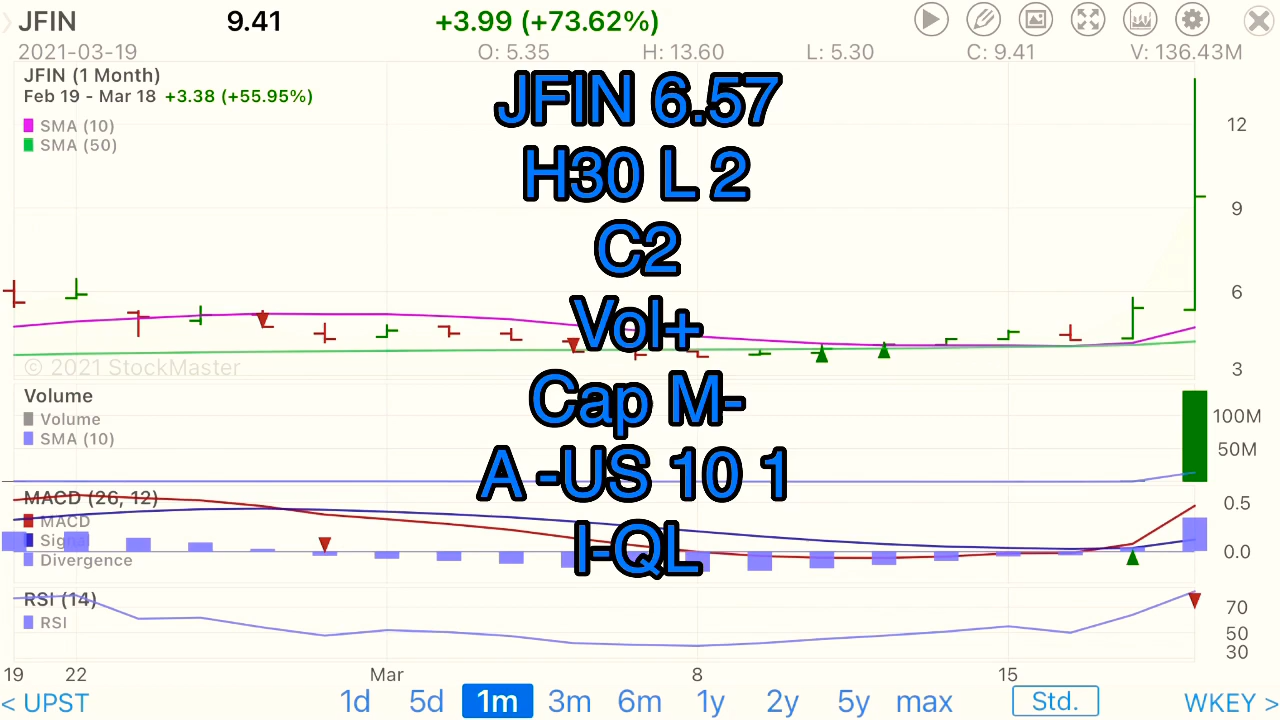 JFIN 9.41 +3.99 (+73.62%)
2021-03-19 O: 5.35 H: 13.60 L: 5.30 C: 9.41 V: 136.43M
JFIN (1 Month)
Feb 19 - Mar 18 +3.38 (+55.95%)
SMA (10)
SMA (50)
JFIN 6.57
H30 L 2
C2
Vol+
Cap M-
A -US 10 1
I-QL
12
9
6
3
© 2021 StockMaster
Volume
Volume
SMA (10)
100M
50M
MACD (26, 12)
MACD
Signal
Divergence
0.5
0.0
RSI (14)
RSI
70
50
30
19 22 Mar 8 15
< UPST 1d 5d 1m 3m 6m 1y 2y 5y max Std. WKEY >